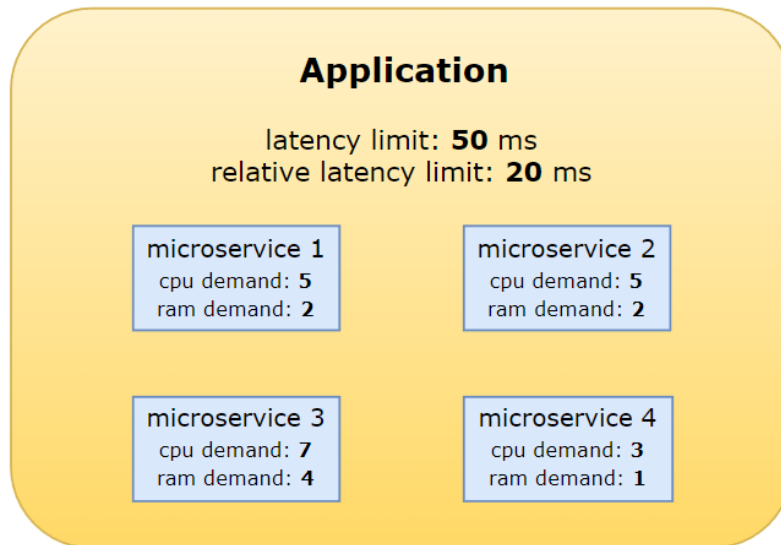 Application
latency limit: 50 ms
relative latency limit: 20 ms
microservice 1
cpu demand: 5
ram demand: 2
microservice 2
cpu demand: 5
ram demand: 2
microservice 3
cpu demand: 7
ram demand: 4
microservice 4
cpu demand: 3
ram demand: 1